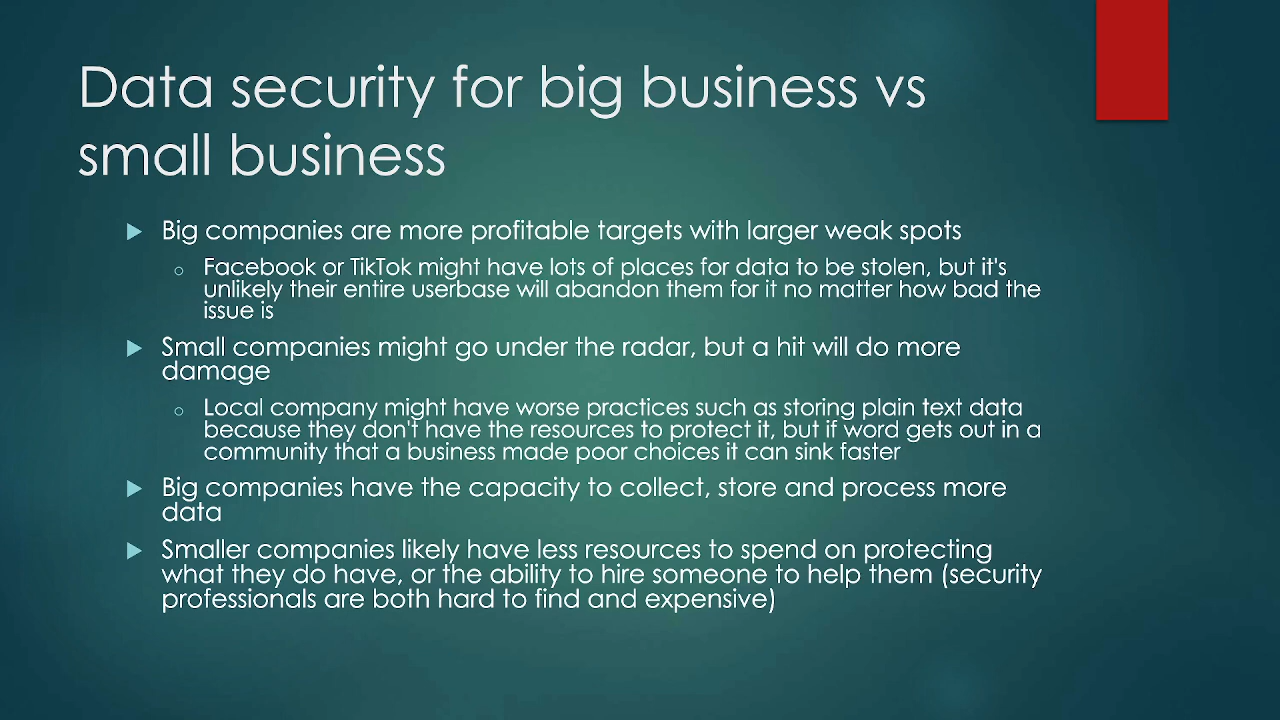 Data security for big business vs
small business
Big companies are more profitable targets with larger weak spots
Facebook or TikTok might have lots of places for data to be stolen, but it's
unlikely their entire userbase will abandon them for it no matter how bad the
issue is
Small companies might go under the radar, but a hit will do more
damage
Local company might have worse practices such as storing plain text data
because they don't have the resources to protect it, but if word gets out in a
community that a business made poor choices it can sink faster
Big companies have the capacity to collect, store and process more
data
Smaller companies likely have less resources to spend on protecting
what they do have, or the ability to hire someone to help them (security
professionals are both hard to find and expensive)